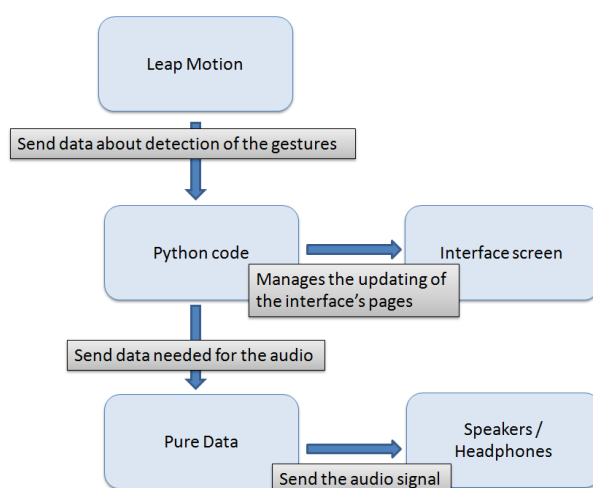 Leap Motion
Send data about detection of the gestures
Python code
Interface screen
Manages the updating of
the interface's pages
Send data needed for the audio
Pure Data
Speakers /
Headphones
Send the audio signal